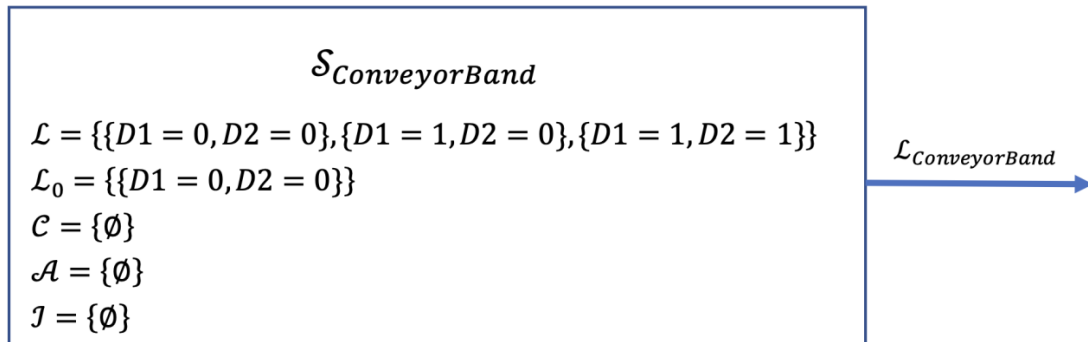 𝒮ConveyorBand
ℒ = {{D1 = 0, D2 = 0}, {D1 = 1, D2 = 0}, {D1 = 1, D2 = 1}}
ℒ₀ = {{D1 = 0, D2 = 0}}
𝒞 = {∅}
𝒜 = {∅}
ℐ = {∅}
ℒConveyorBand